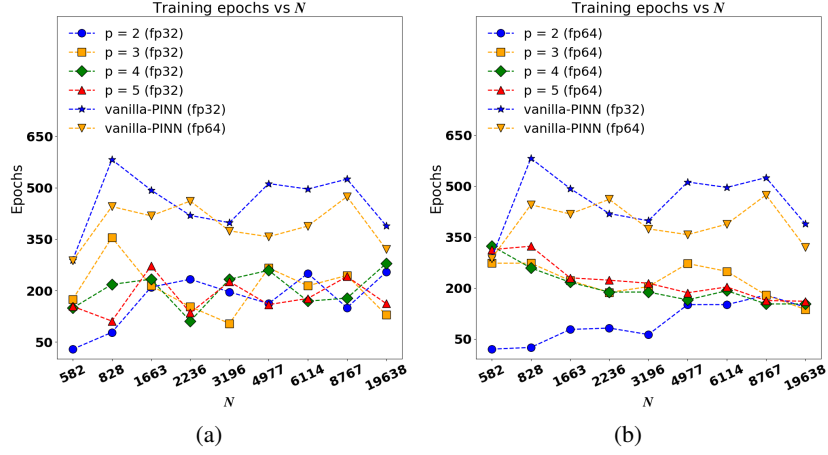 Training epochs vs N
p = 2 (fp32)
p = 3 (fp32)
p = 4 (fp32)
p = 5 (fp32)
vanilla-PINN (fp32)
vanilla-PINN (fp64)
Epochs
650
500
350
200
50
582 828 1663 2236 3196 4977 6114 8767 19638
N
(a)
Training epochs vs N
p = 2 (fp64)
p = 3 (fp64)
p = 4 (fp64)
p = 5 (fp64)
vanilla-PINN (fp32)
vanilla-PINN (fp64)
Epochs
650
500
350
200
50
582 828 1663 2236 3196 4977 6114 8767 19638
N
(b)